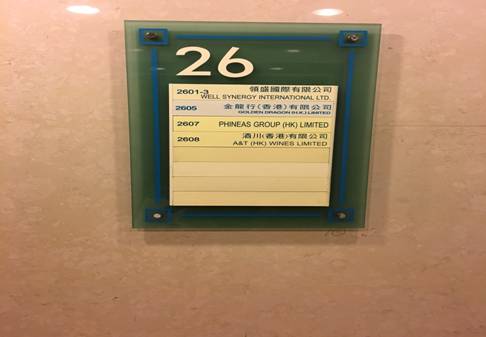 26
2601-3 領盛國際有限公司
WELL SYNERGY INTERNATIONAL LTD.
2605 金龍行(香港)有限公司
GOLDEN DRAGON (H.K.) LIMITED
2607 PHINEAS GROUP (HK) LIMITED
2608 酒川(香港)有限公司
A&T (HK) WINES LIMITED